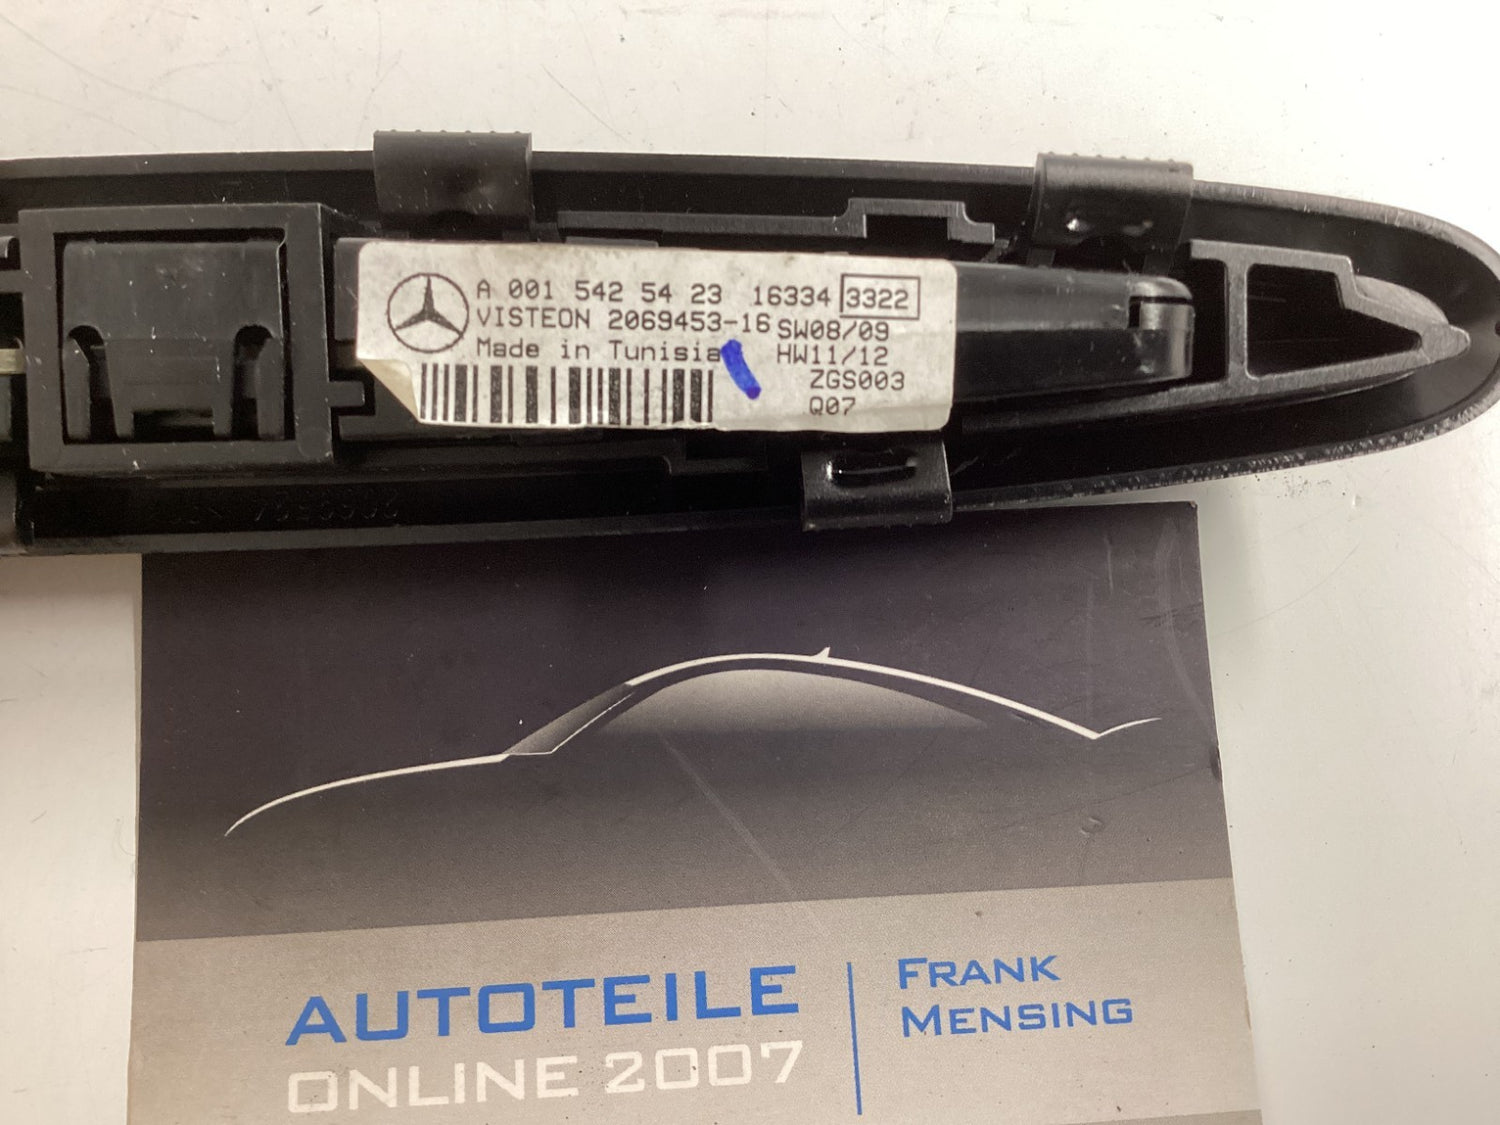 A 001 542 54 23 16334 3322
VISTEON 2069453-16 SW08/09
Made in Tunisia HW11/12
ZGS003
Q07
AUTOTEILE
ONLINE 2007
FRANK
MENSING